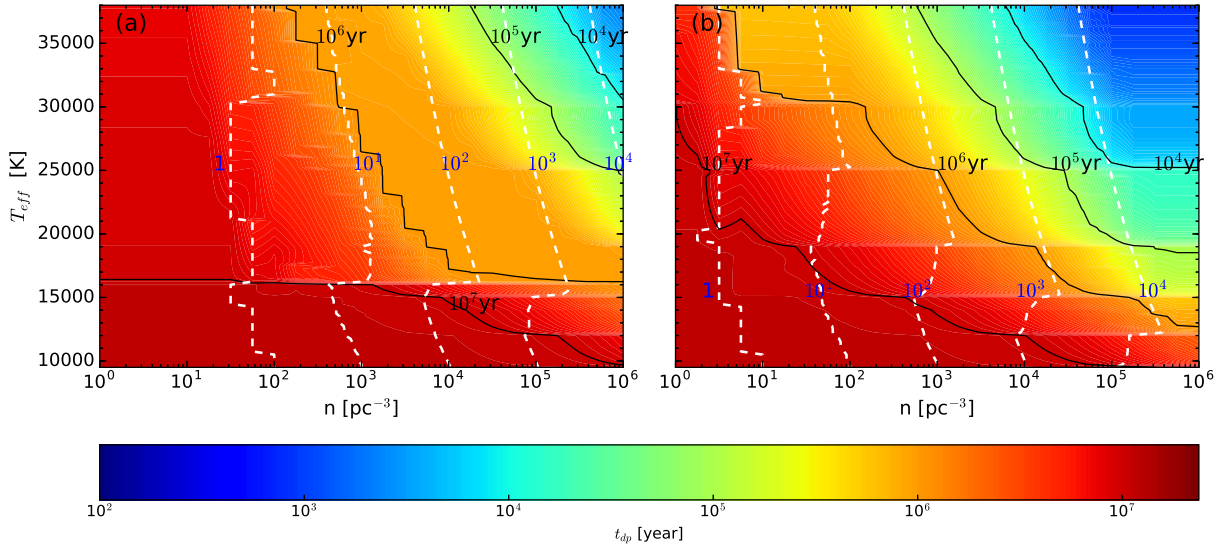 (a) 10⁶yr 10⁵yr 10⁴yr
(b)
35000
30000
25000
20000
15000
10000
T_eff [K]
1 10¹ 10² 10³ 10⁴
10⁷yr
10⁷yr 10⁶yr 10⁵yr 10⁴yr
1 10¹ 10² 10³ 10⁴
10⁰ 10¹ 10² 10³ 10⁴ 10⁵ 10⁶
10⁰ 10¹ 10² 10³ 10⁴ 10⁵ 10⁶
n [pc⁻³]
n [pc⁻³]
10² 10³ 10⁴ 10⁵ 10⁶ 10⁷
t_dp [year]